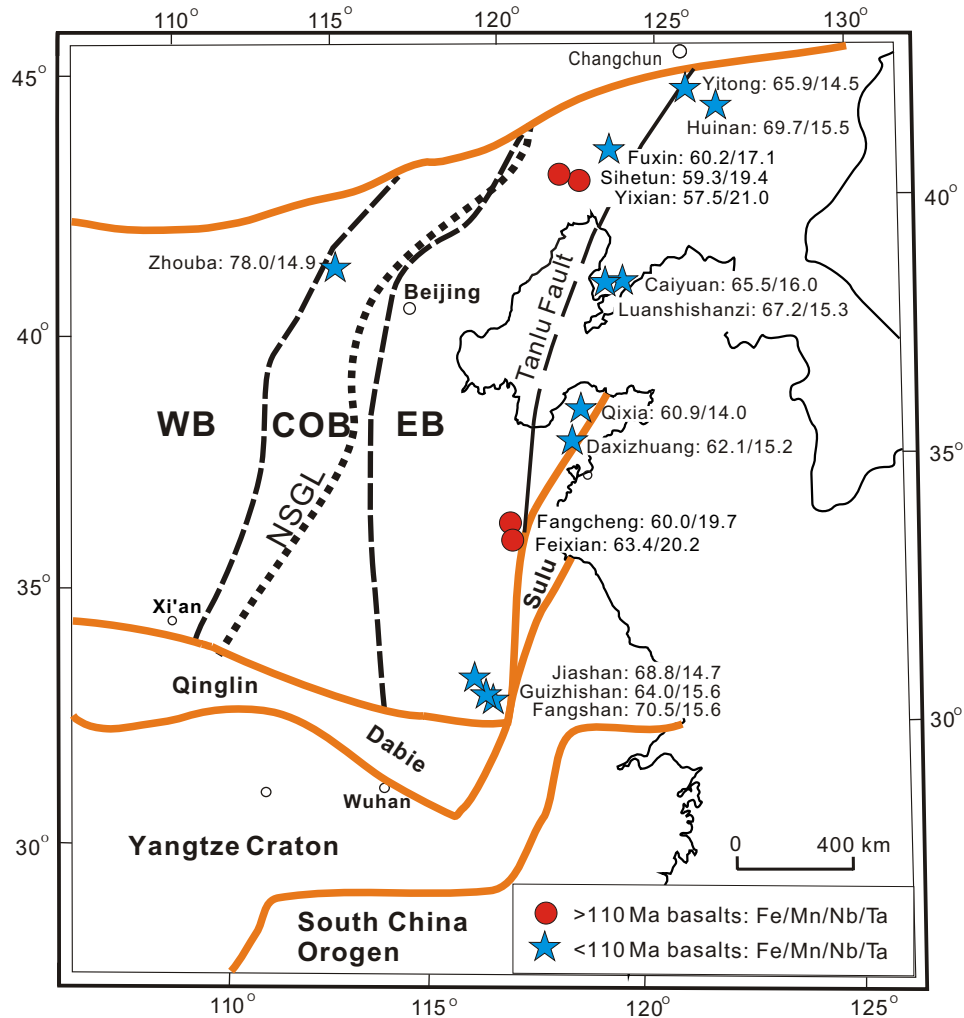 110° 115° 120° 125° 130°
45°
Changchun
Yitong: 65.9/14.5
Huinan: 69.7/15.5
Fuxin: 60.2/17.1
Sihetun: 59.3/19.4
Yixian: 57.5/21.0
40°
Zhouba: 78.0/14.9
Beijing
Tanlu Fault
Caiyuan: 65.5/16.0
Luanshishanzi: 67.2/15.3
40°
WB
COB
EB
NSGL
Qixia: 60.9/14.0
Daxizhuang: 62.1/15.2
35°
Fangcheng: 60.0/19.7
Feixian: 63.4/20.2
Sulu
35°
Xi'an
Qinglin
Jiashan: 68.8/14.7
Guizhishan: 64.0/15.6
Fangshan: 70.5/15.6
30°
Dabie
Wuhan
30°
Yangtze Craton
0 400 km
South China
Orogen
>110 Ma basalts: Fe/Mn/Nb/Ta
<110 Ma basalts: Fe/Mn/Nb/Ta
110° 115° 120° 125°